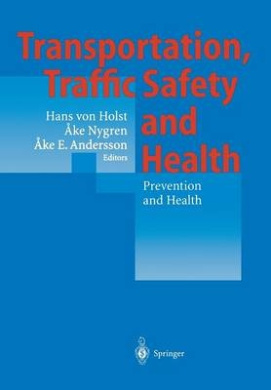 Transportation,
Traffic Safety
Hans von Holst
Åke Nygren
Åke E. Andersson
Editors
and
Health
Prevention
and Health
Springer